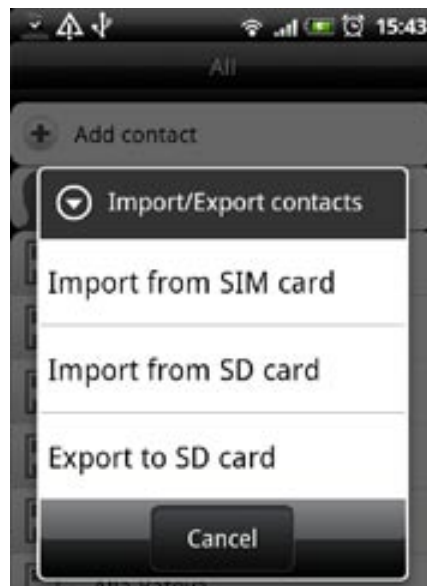 15:43
All
Add contact
Import/Export contacts
Import from SIM card
Import from SD card
Export to SD card
Cancel